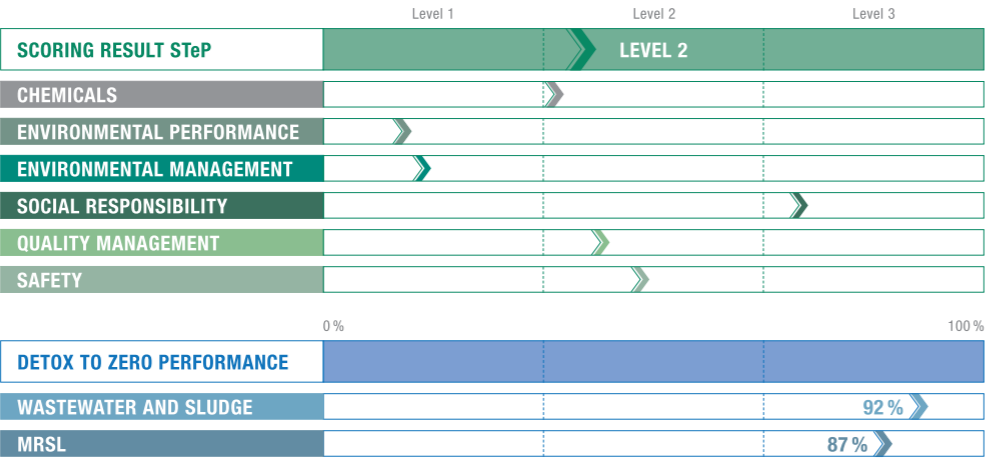 Level 1 Level 2 Level 3
SCORING RESULT STeP LEVEL 2
CHEMICALS
ENVIRONMENTAL PERFORMANCE
ENVIRONMENTAL MANAGEMENT
SOCIAL RESPONSIBILITY
QUALITY MANAGEMENT
SAFETY
0 % 100 %
DETOX TO ZERO PERFORMANCE
WASTEWATER AND SLUDGE 92 %
MRSL 87 %